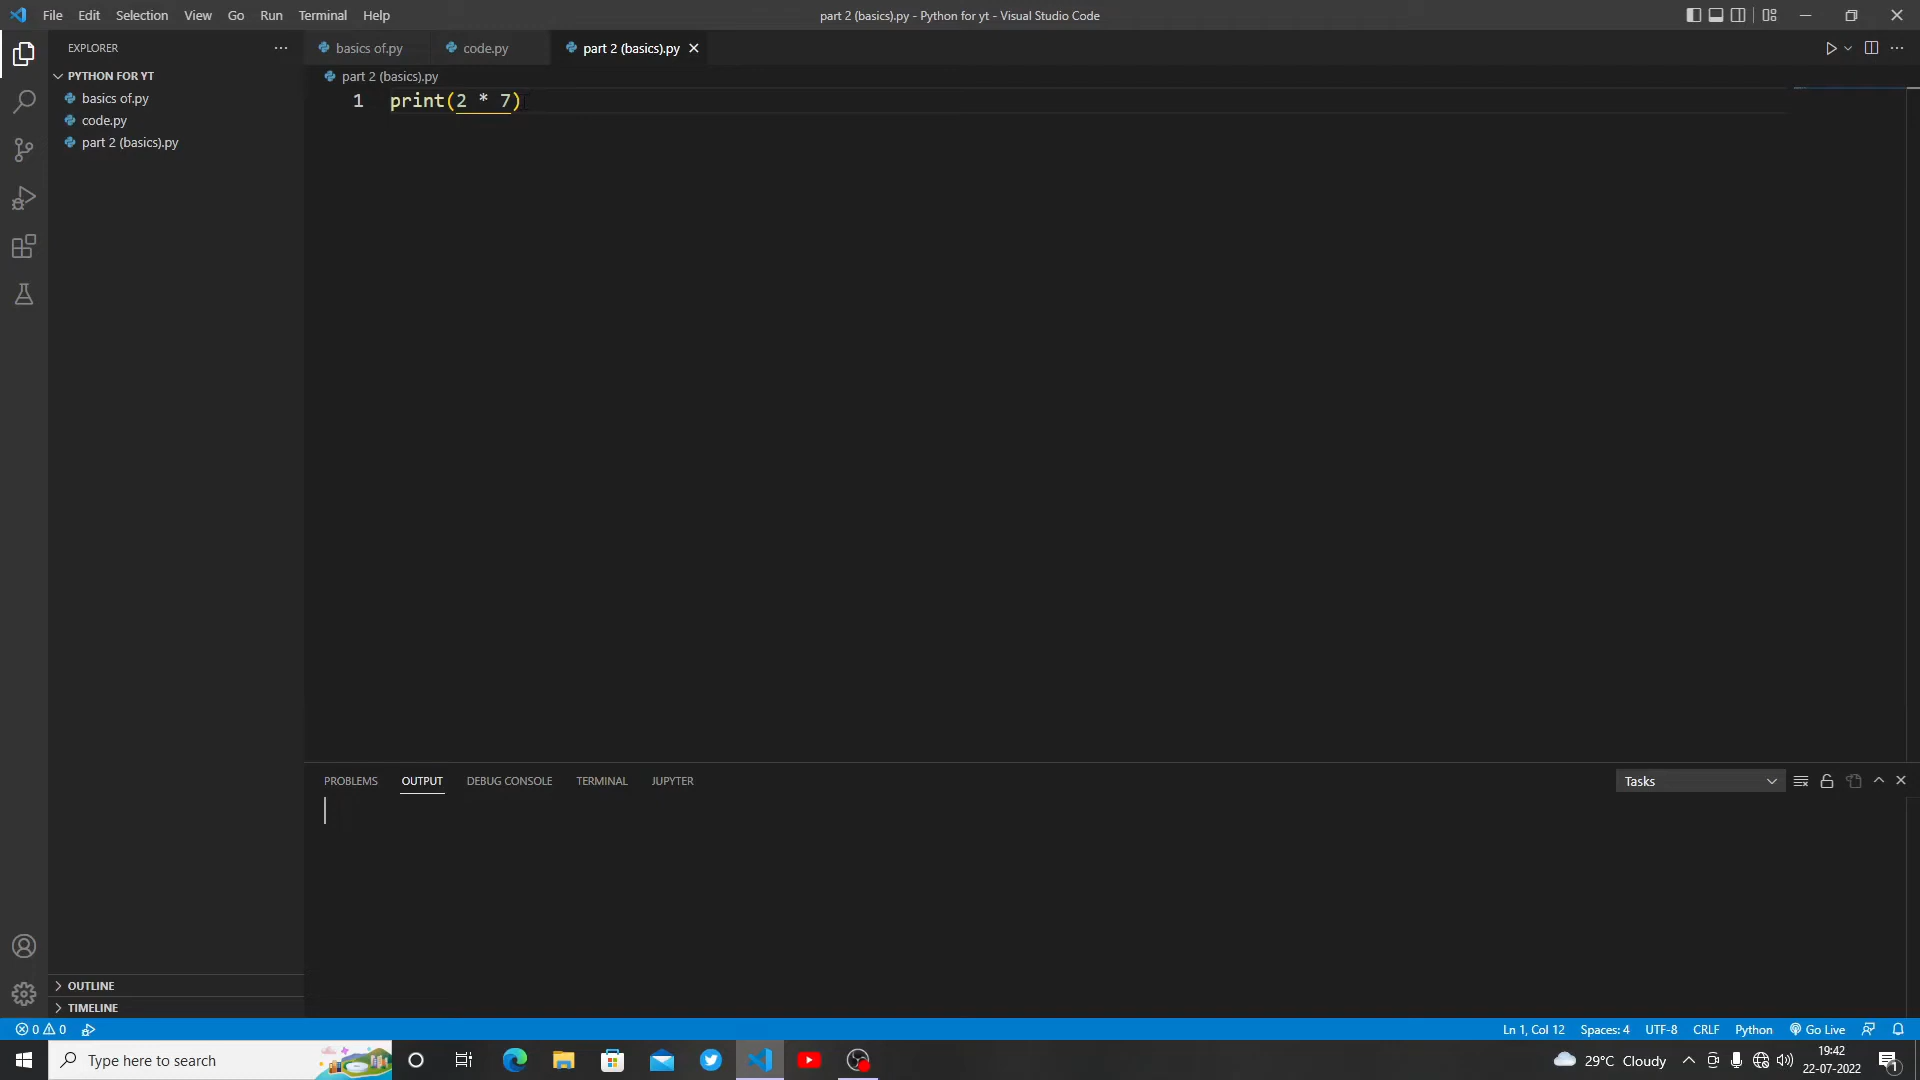 File Edit Selection View Go Run Terminal Help
part 2 (basics).py - Python for yt - Visual Studio Code
EXPLORER
basics of.py code.py part 2 (basics).py
PYTHON FOR YT
part 2 (basics).py
basics of.py
1 print(2 * 7)
code.py
part 2 (basics).py
PROBLEMS OUTPUT DEBUG CONSOLE TERMINAL JUPYTER
Tasks
OUTLINE
TIMELINE
0 0
Ln 1, Col 12 Spaces: 4 UTF-8 CRLF Python Go Live
Type here to search
29°C Cloudy
19:42
22-07-2022
1